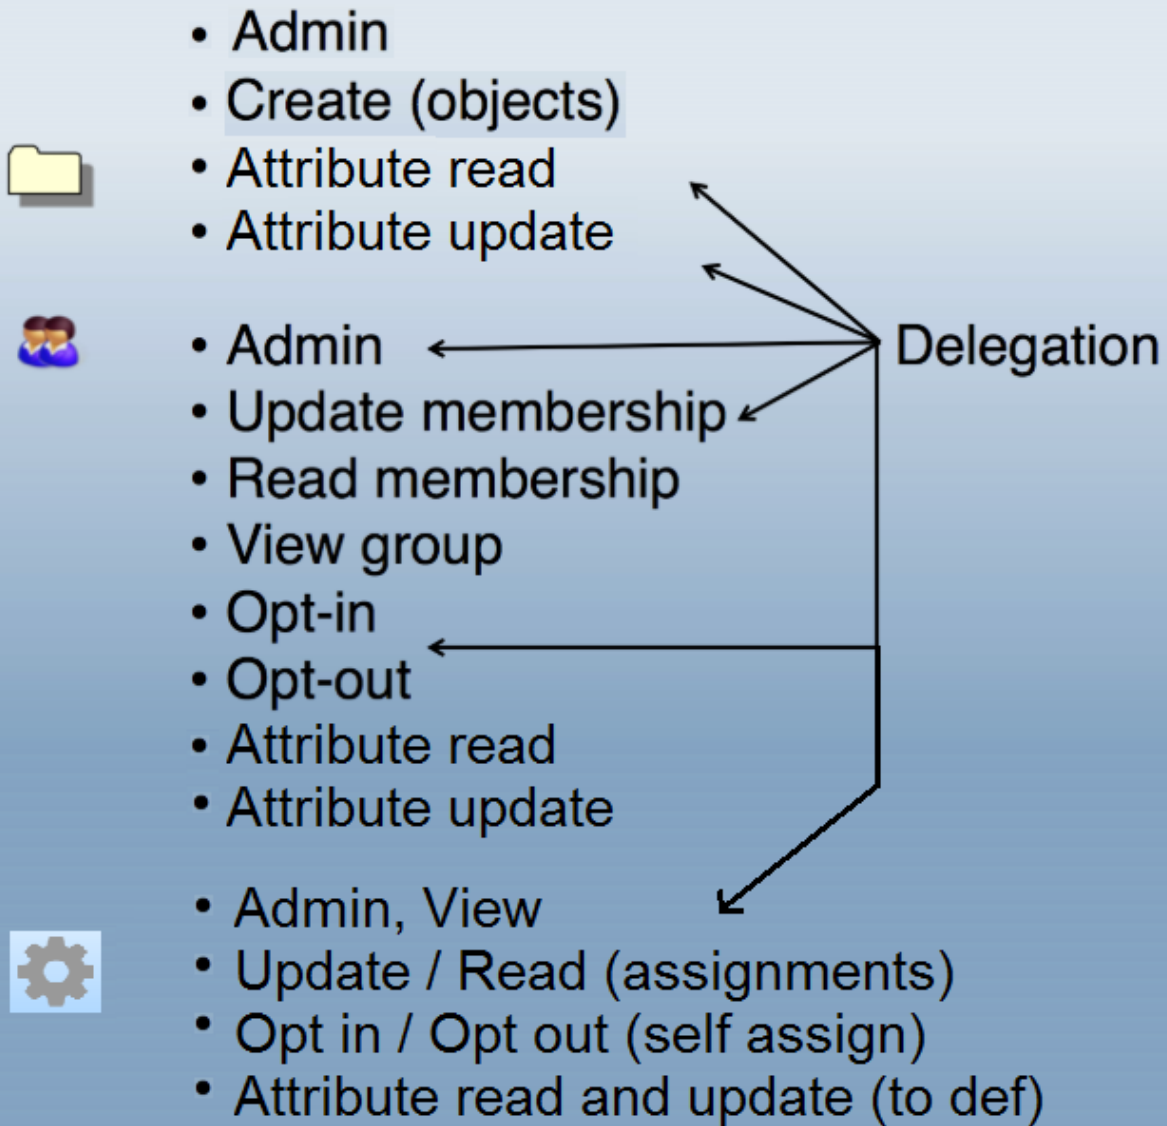 • Admin
• Create (objects)
• Attribute read
• Attribute update
• Admin
Delegation
• Update membership
• Read membership
• View group
• Opt-in
• Opt-out
• Attribute read
• Attribute update
• Admin, View
• Update / Read (assignments)
• Opt in / Opt out (self assign)
• Attribute read and update (to def)